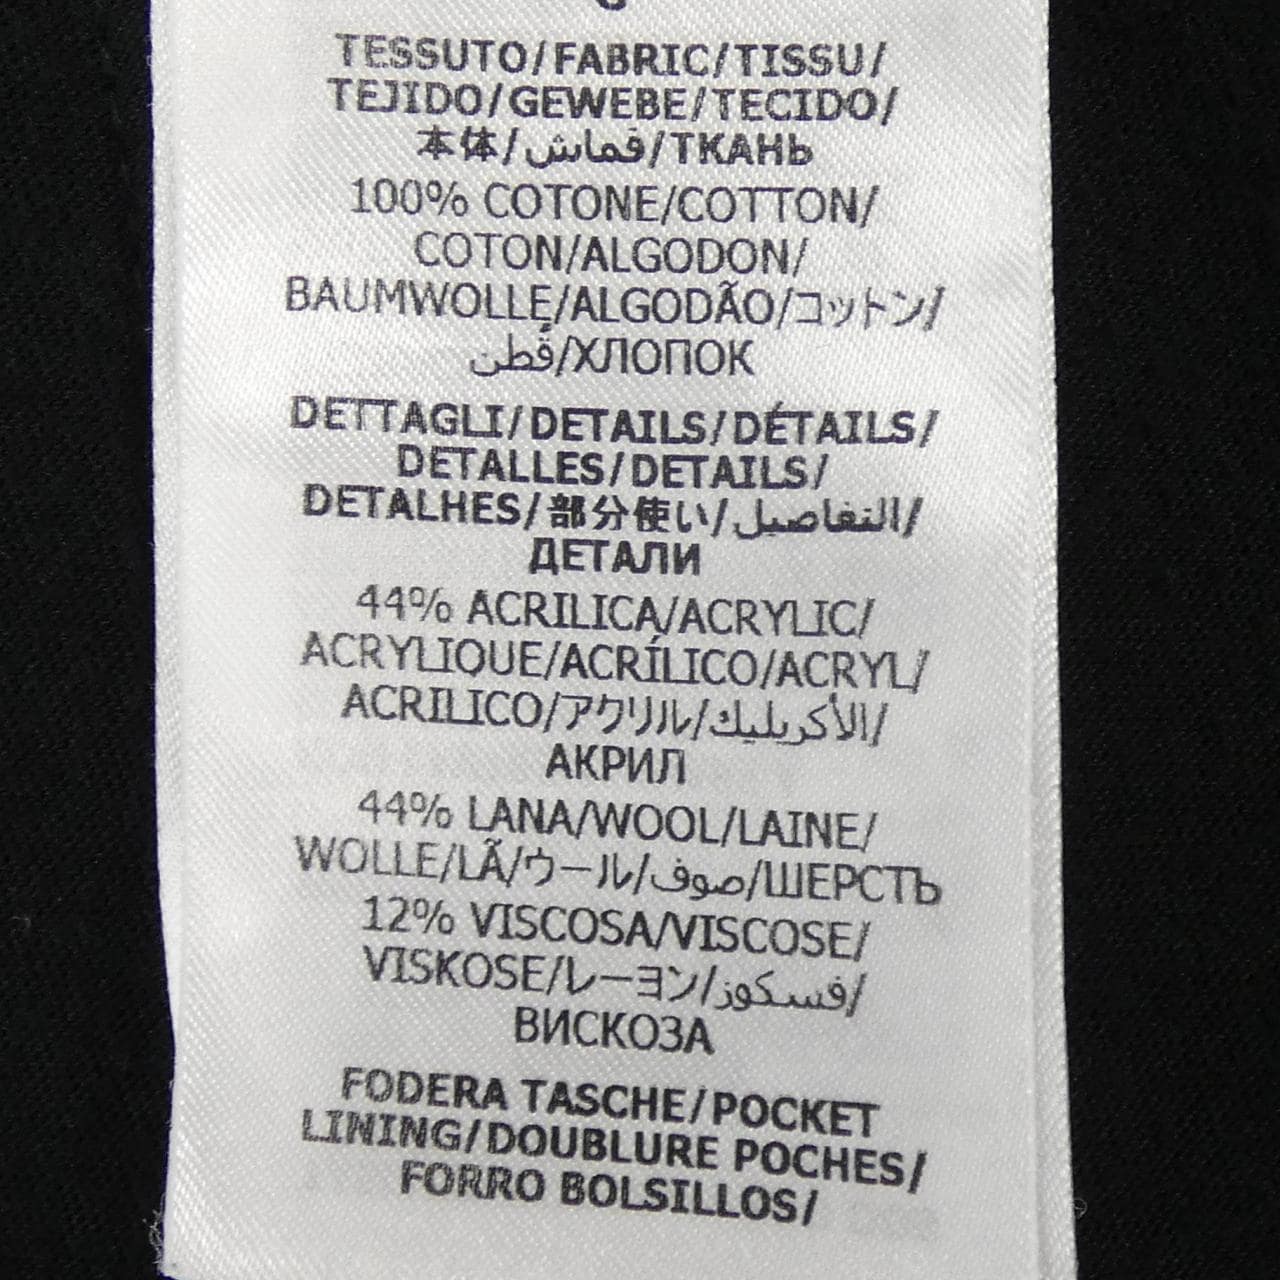 TESSUTO/FABRIC/TISSU/
TEJIDO/GEWEBE/TECIDO/
本体/قماش/ТКАНЬ
100% COTONE/COTTON/
COTON/ALGODON/
BAUMWOLLE/ALGODÃO/コットン/
قُطن/ХЛОПОК
DETTAGLI/DETAILS/DÉTAILS/
DETALLES/DETAILS/
DETALHES/部分使い/التفاصيل/
ДЕТАЛИ
44% ACRILICA/ACRYLIC/
ACRYLIQUE/ACRÍLICO/ACRYL/
ACRILICO/アクリル/الأكريليك/
АКРИЛ
44% LANA/WOOL/LAINE/
WOLLE/LÃ/ウール/صوف/ШЕРСТЬ
12% VISCOSA/VISCOSE/
VISKOSE/レーヨン/فسكوز/
ВИСКОЗА
FODERA TASCHE/POCKET
LINING/DOUBLURE POCHES/
FORRO BOLSILLOS/